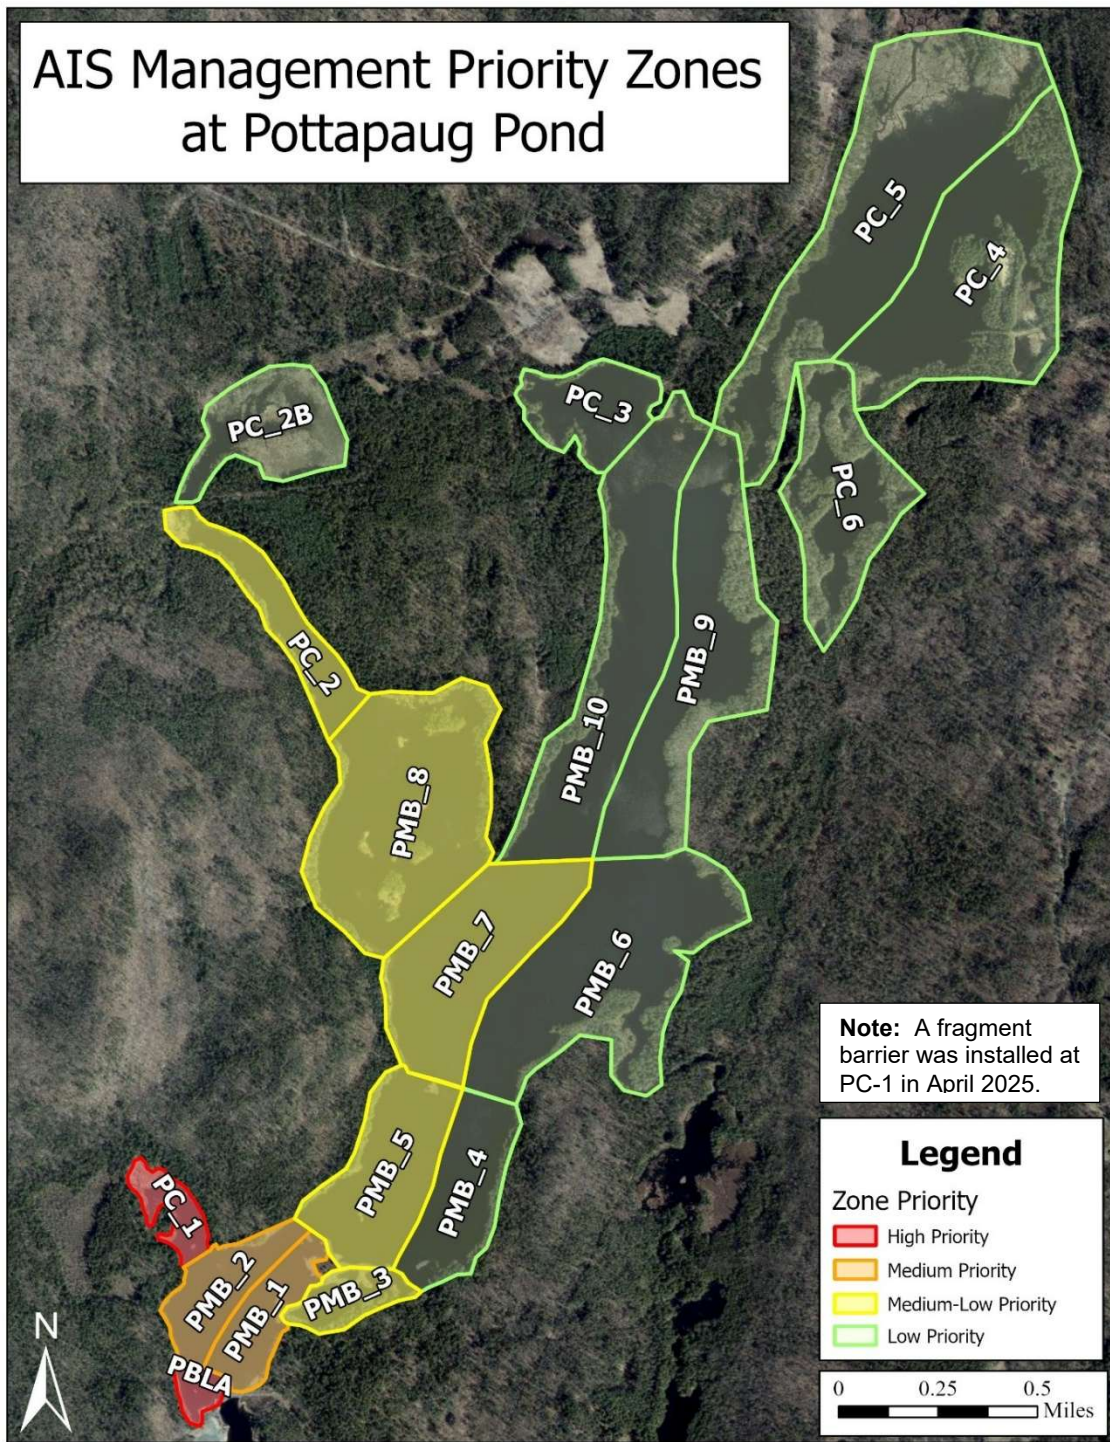 AIS Management Priority Zones
at Pottapaug Pond
PC_5
PC_4
PC_3
PC_2B
PC_6
PC_2
PMB_9
PMB_10
PMB_8
PMB_7
PMB_6
PMB_5
PMB_4
PC_1
PMB_2
PMB_1
PMB_3
PBLA
N
Note: A fragment
barrier was installed at
PC-1 in April 2025.
Legend
Zone Priority
High Priority
Medium Priority
Medium-Low Priority
Low Priority
0 0.25 0.5
Miles